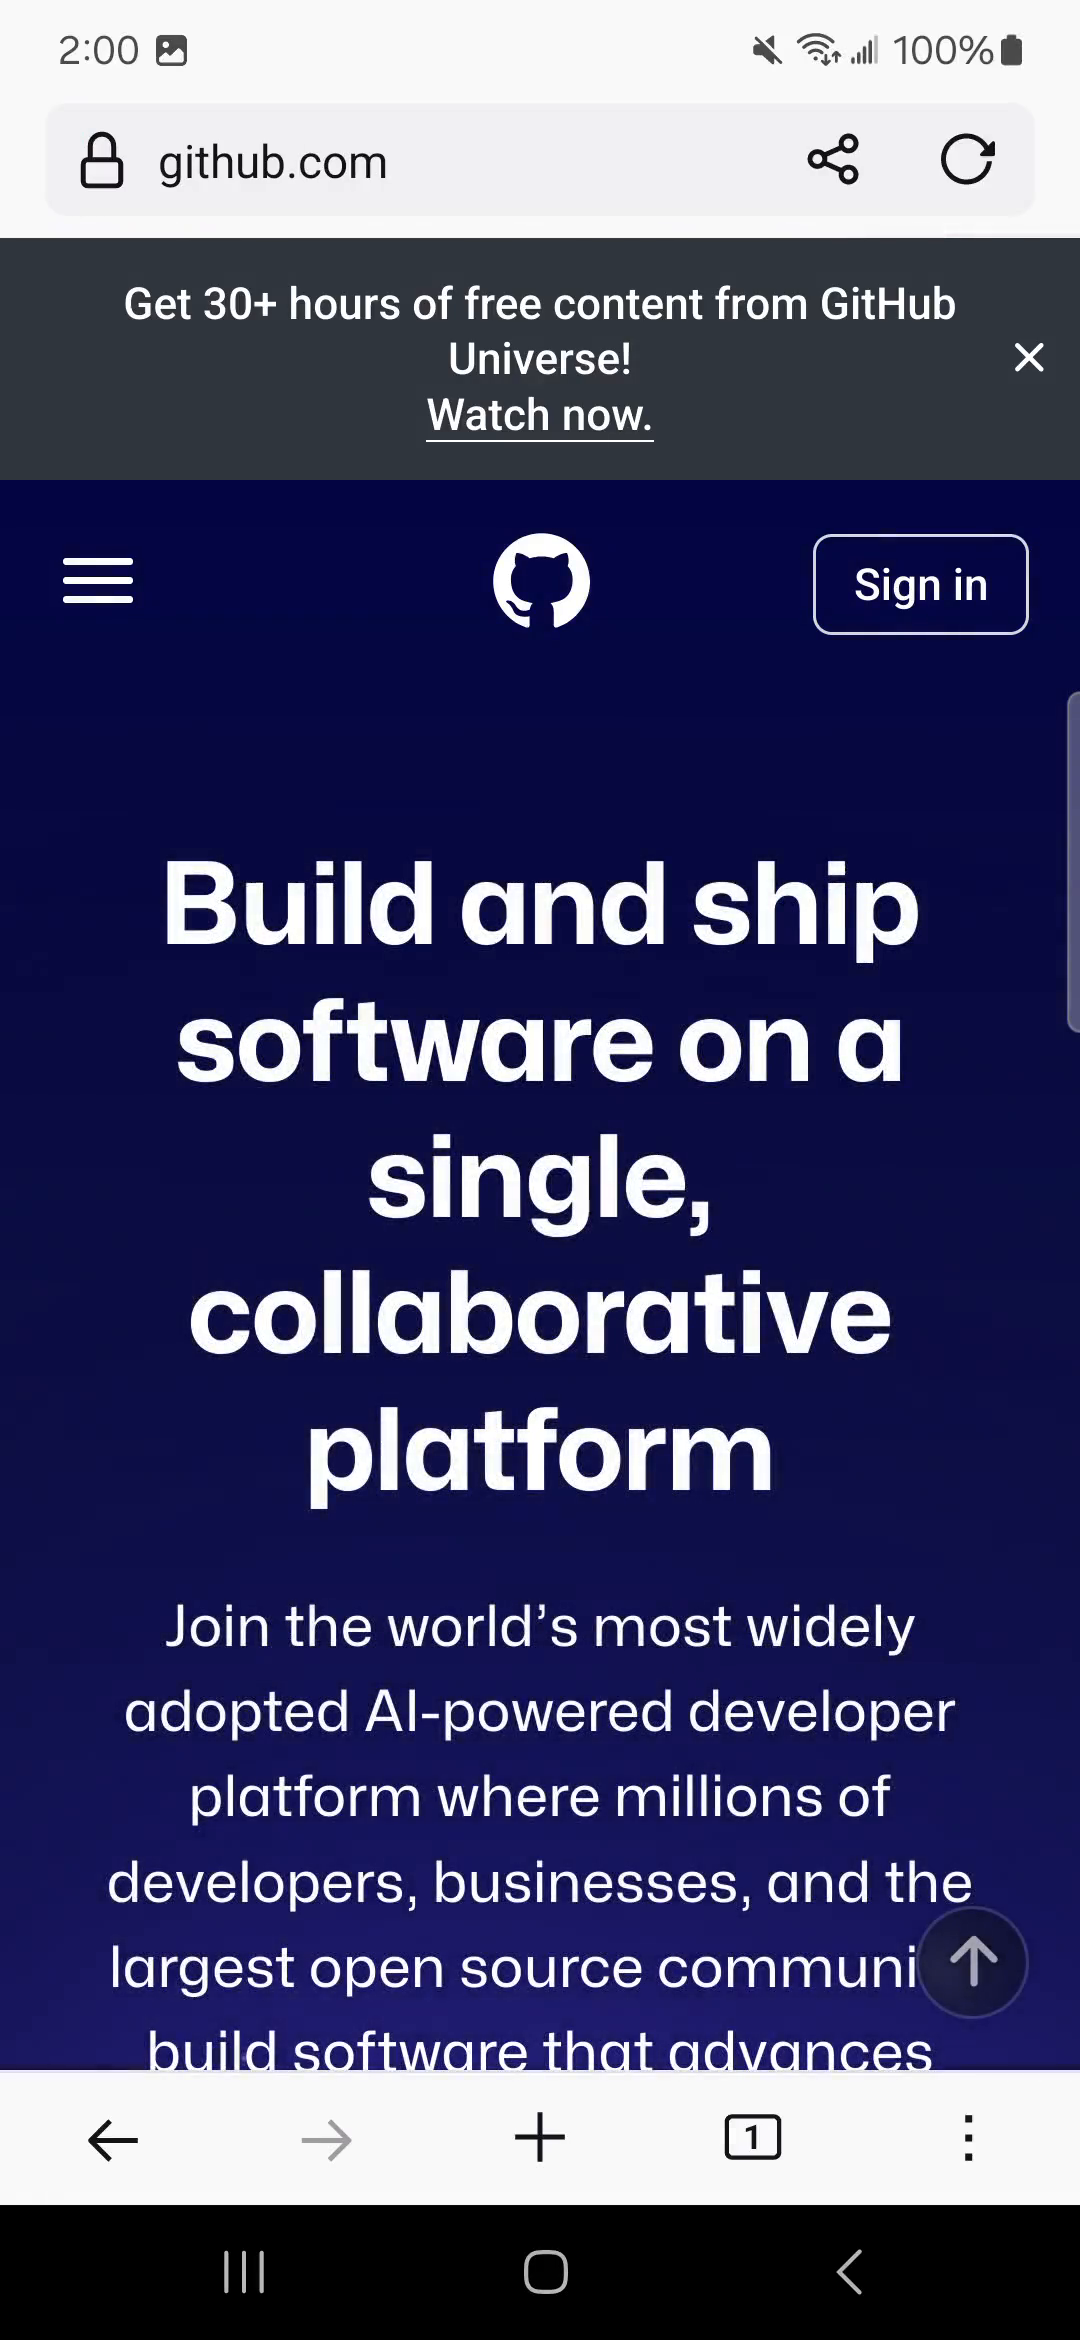 2:00
100%
github.com
Get 30+ hours of free content from GitHub
Universe!
Watch now.
Sign in
Build and ship
software on a
single,
collaborative
platform
Join the world’s most widely
adopted AI-powered developer
platform where millions of
developers, businesses, and the
largest open source communi
build software that advances
1